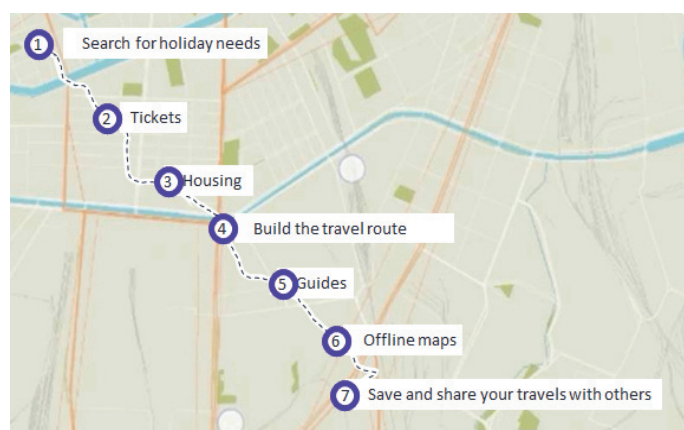 1 Search for holiday needs
2 Tickets
3 Housing
4 Build the travel route
5 Guides
6 Offline maps
7 Save and share your travels with others